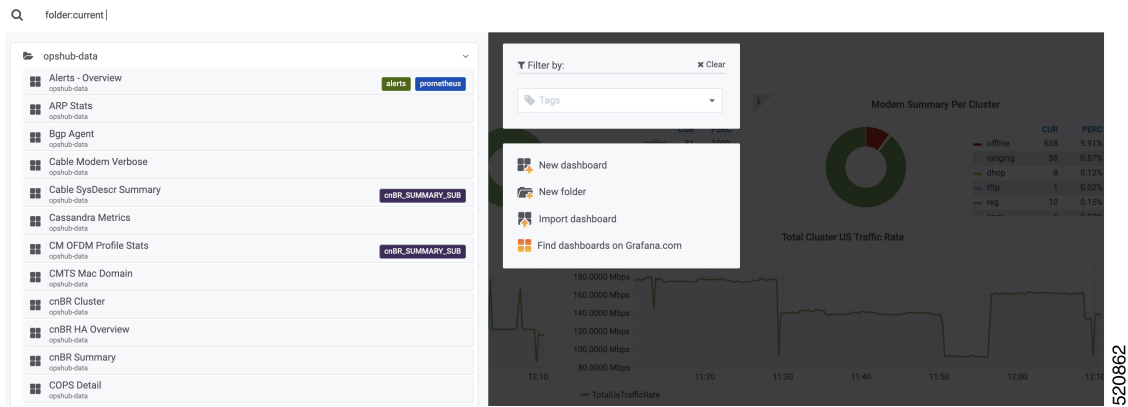 folder:current
opshub-data
Alerts - Overview
opshub-data
alerts prometheus
ARP Stats
opshub-data
Bgp Agent
opshub-data
Cable Modem Verbose
opshub-data
Cable SysDescr Summary
opshub-data
cnBR_SUMMARY_SUB
Cassandra Metrics
opshub-data
CM OFDM Profile Stats
opshub-data
cnBR_SUMMARY_SUB
CMTS Mac Domain
opshub-data
cnBR Cluster
opshub-data
cnBR HA Overview
opshub-data
cnBR Summary
opshub-data
COPS Detail
opshub-data
Filter by:
Clear
Tags
New dashboard
New folder
Import dashboard
Find dashboards on Grafana.com
Modem Summary Per Cluster
CUR PERC
CUR PERC
offline 658 9.91%
ranging 38 0.57%
dhcp 8 0.12%
tftp 1 0.02%
reg 10 0.15%
Total Cluster US Traffic Rate
180.0000 Mbps
160.0000 Mbps
140.0000 Mbps
120.0000 Mbps
100.0000 Mbps
80.0000 Mbps
12:10
11:20 11:30 11:40 11:50 12:00 12:10
TotalUsTrafficRate
520862